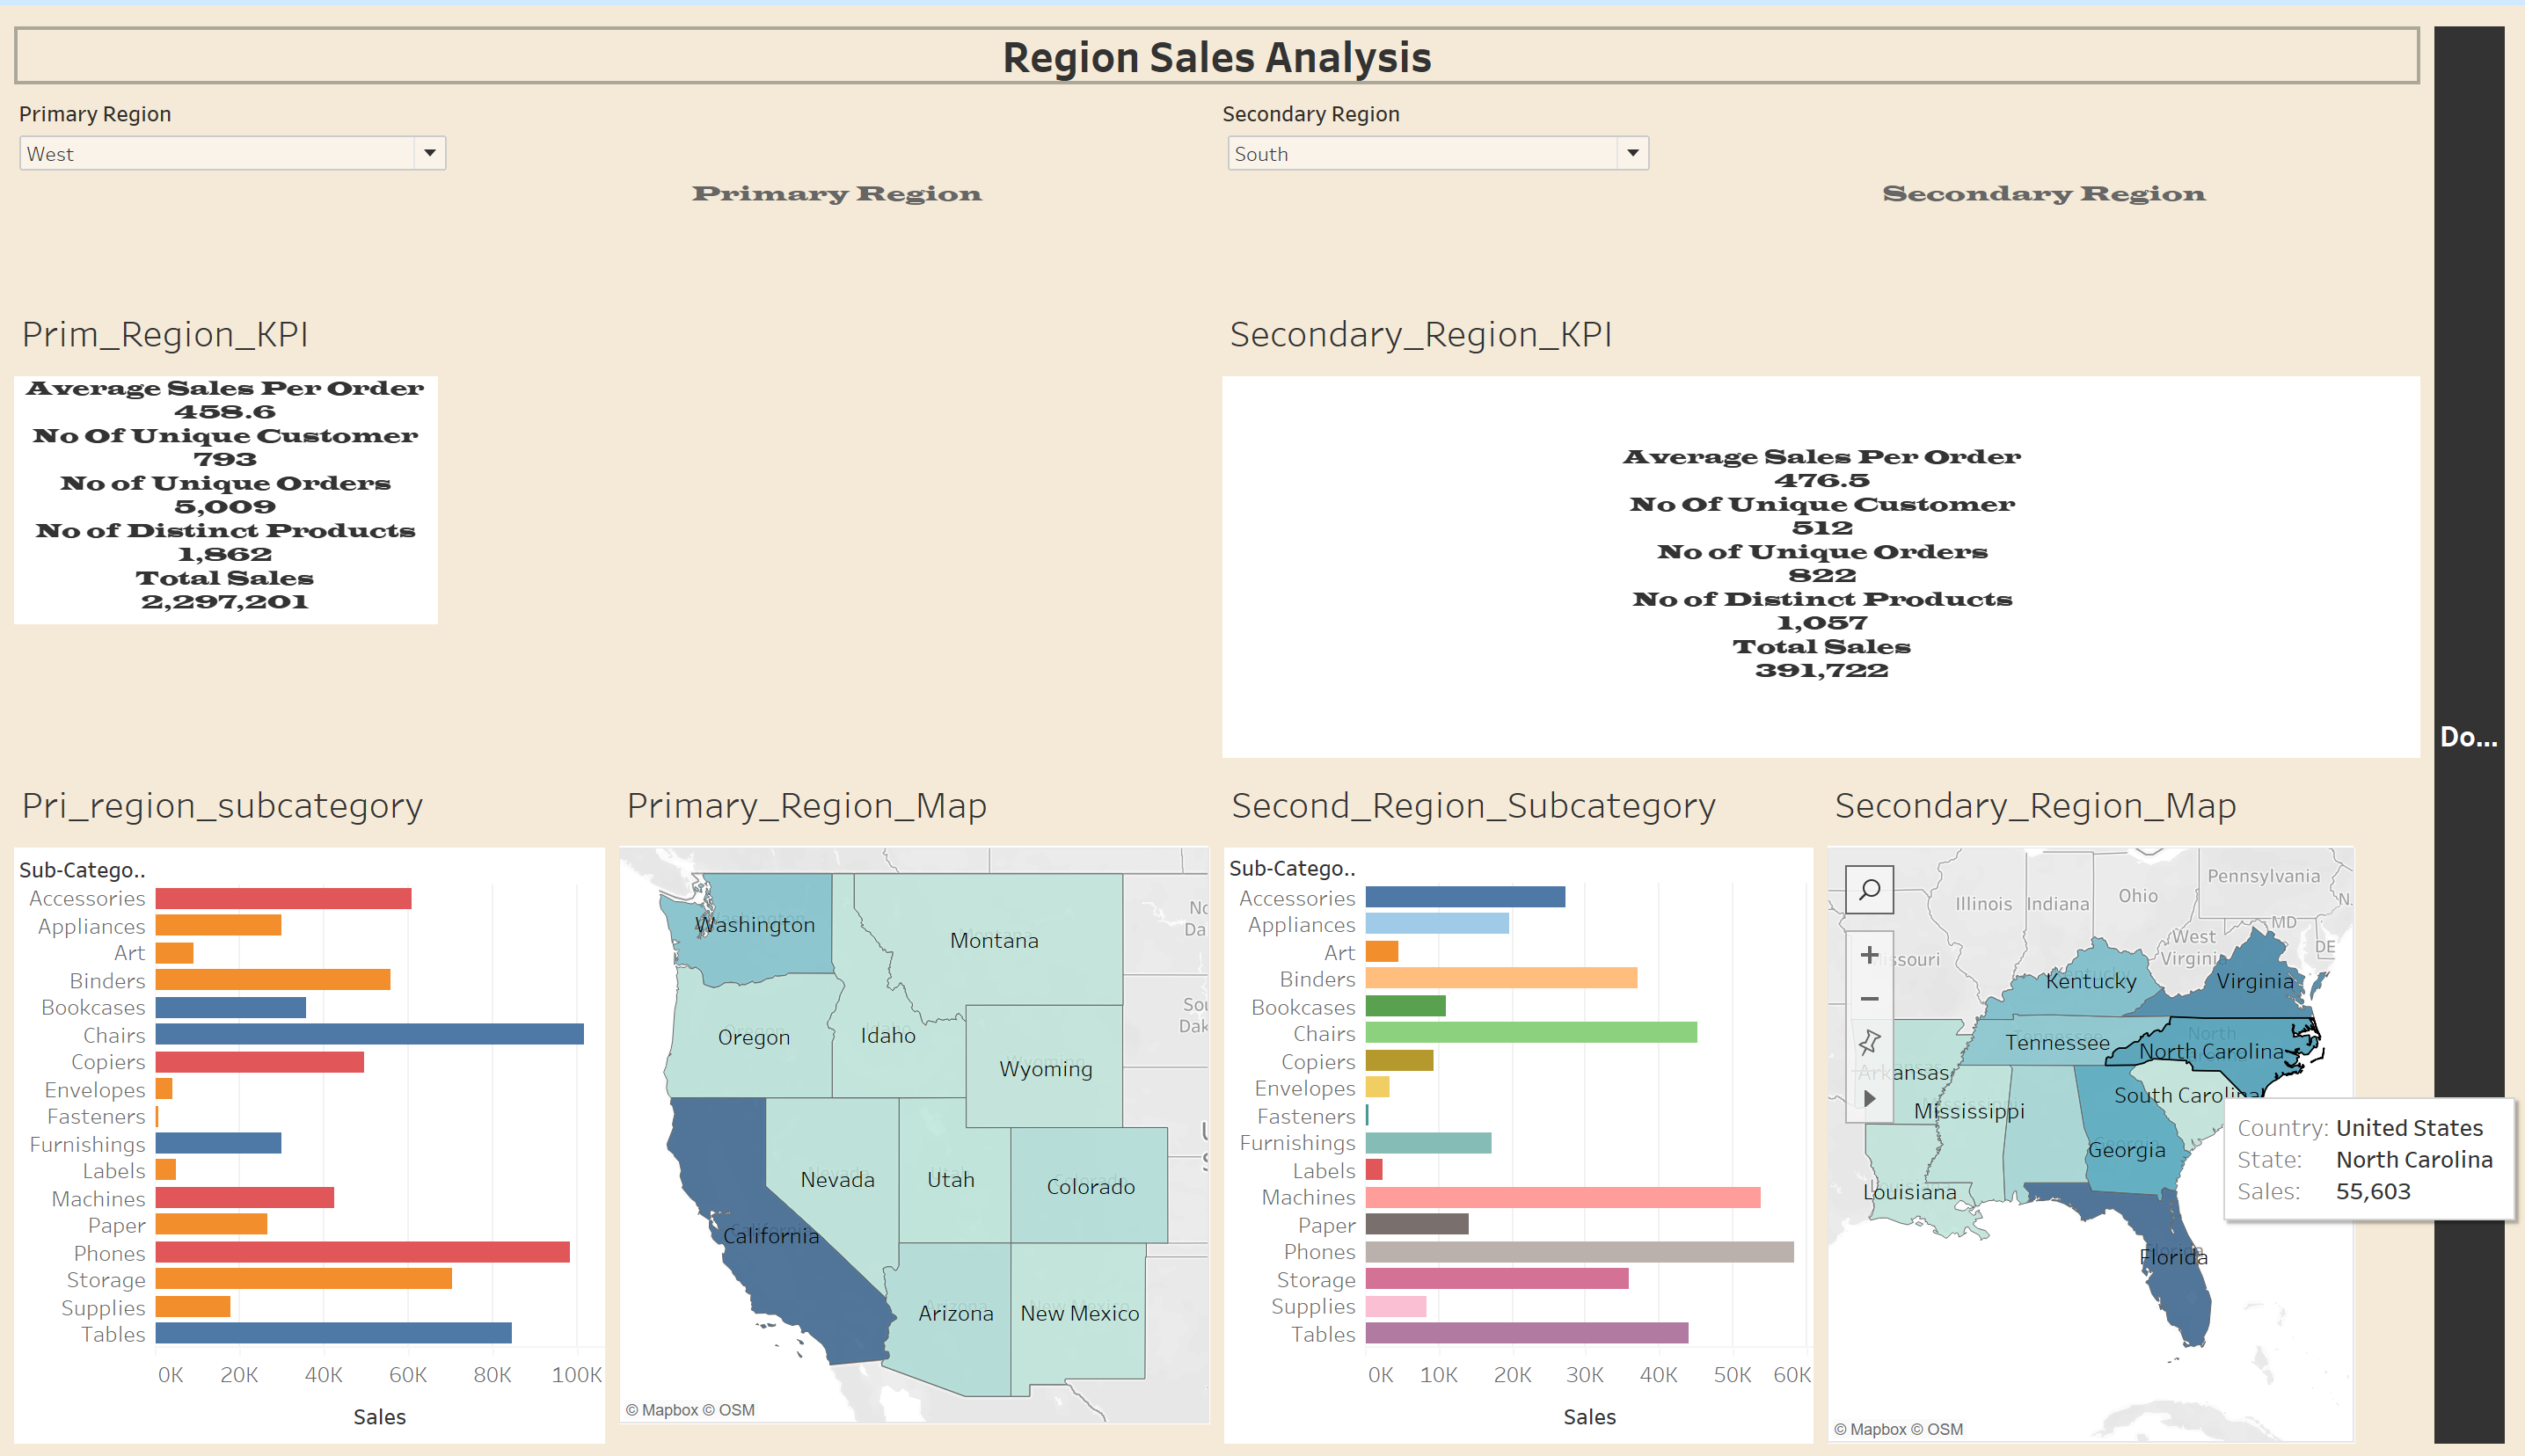 Region Sales Analysis
Primary Region
West
Secondary Region
South
Primary Region
Secondary Region
Prim_Region_KPI
Average Sales Per Order
458.6
No Of Unique Customer
793
No of Unique Orders
5,009
No of Distinct Products
1,862
Total Sales
2,297,201
Secondary_Region_KPI
Average Sales Per Order
476.5
No Of Unique Customer
512
No of Unique Orders
822
No of Distinct Products
1,057
Total Sales
391,722
Do...
Pri_region_subcategory
Sub-Catego..
Accessories
Appliances
Art
Binders
Bookcases
Chairs
Copiers
Envelopes
Fasteners
Furnishings
Labels
Machines
Paper
Phones
Storage
Supplies
Tables
0K 20K 40K 60K 80K 100K
Sales
Primary_Region_Map
Washington
Montana
Oregon
Idaho
Wyoming
Nevada
Utah
Colorado
California
Arizona
New Mexico
© Mapbox © OSM
Second_Region_Subcategory
Sub-Catego..
Accessories
Appliances
Art
Binders
Bookcases
Chairs
Copiers
Envelopes
Fasteners
Furnishings
Labels
Machines
Paper
Phones
Storage
Supplies
Tables
0K 10K 20K 30K 40K 50K 60K
Sales
Secondary_Region_Map
Pennsylvania
Illinois Indiana Ohio
MD
West
Virginia
DE
Kentucky
Virginia
Tennessee
North Carolina
Arkansas
South Carolina
Mississippi
Georgia
Louisiana
Florida
Country: United States
State: North Carolina
Sales: 55,603
© Mapbox © OSM